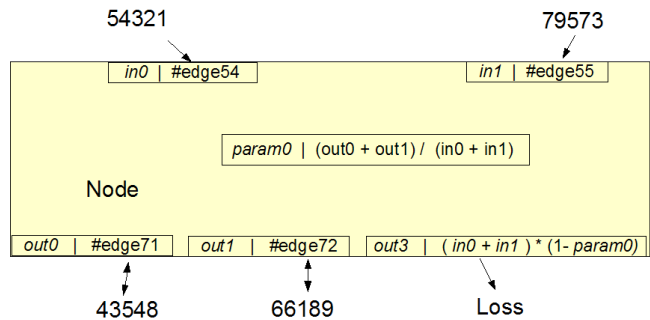 54321 79573
in0 | #edge54 in1 | #edge55
param0 | (out0 + out1) / (in0 + in1)
Node
out0 | #edge71 out1 | #edge72 out3 | ( in0 + in1 ) * (1- param0)
43548 66189 Loss